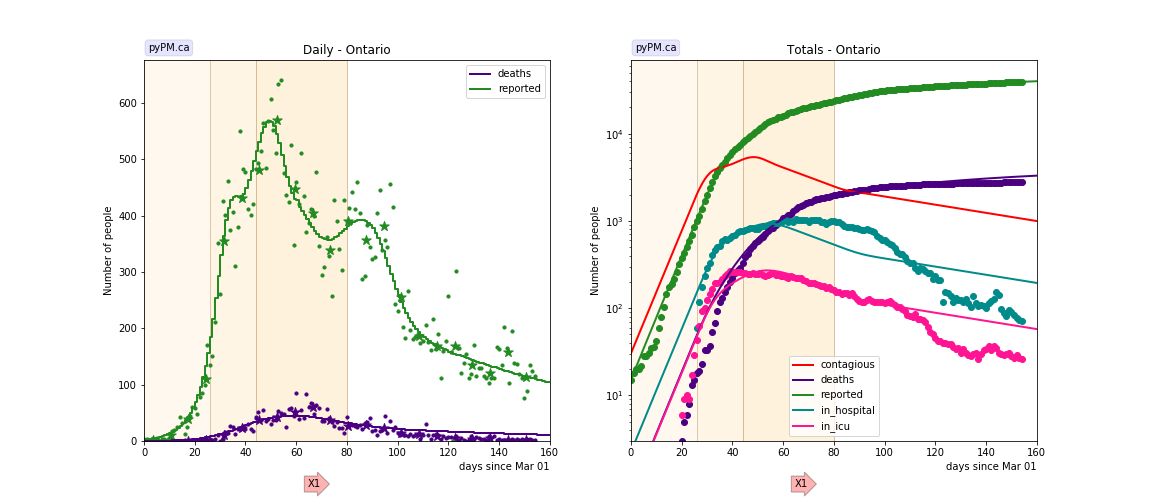 pyPM.ca
Daily - Ontario
deaths
reported
Number of people
600
500
400
300
200
100
0
0 20 40 60 80 100 120 140 160
days since Mar 01
X1
pyPM.ca
Totals - Ontario
Number of people
10⁴
10³
10²
10¹
contagious
deaths
reported
in_hospital
in_icu
0 20 40 60 80 100 120 140 160
days since Mar 01
X1